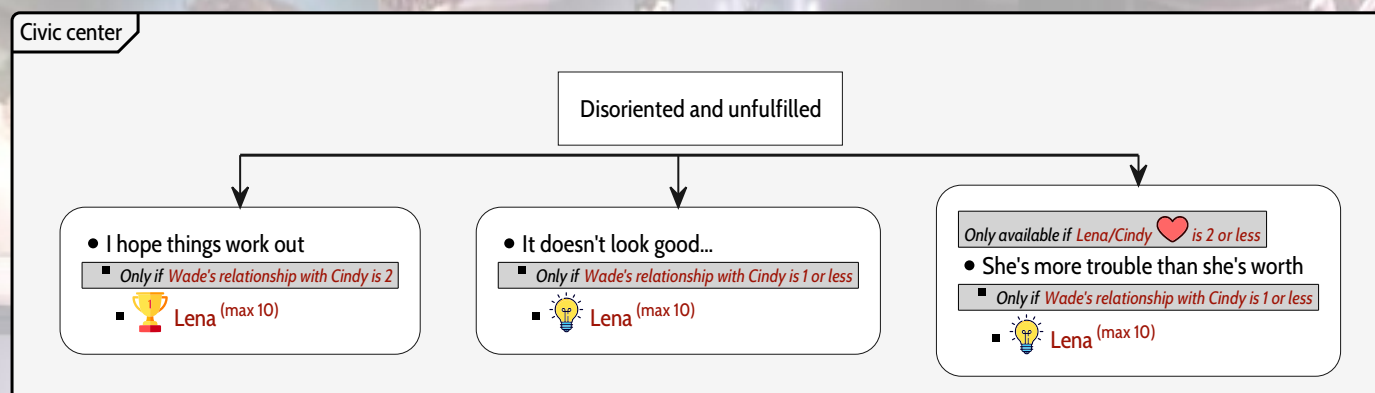 Civic center
Disoriented and unfulfilled
I hope things work out
Only if Wade's relationship with Cindy is 2
1
Lena (max 10)
It doesn't look good...
Only if Wade's relationship with Cindy is 1 or less
Lena (max 10)
Only available if Lena/Cindy is 2 or less
She's more trouble than she's worth
Only if Wade's relationship with Cindy is 1 or less
Lena (max 10)